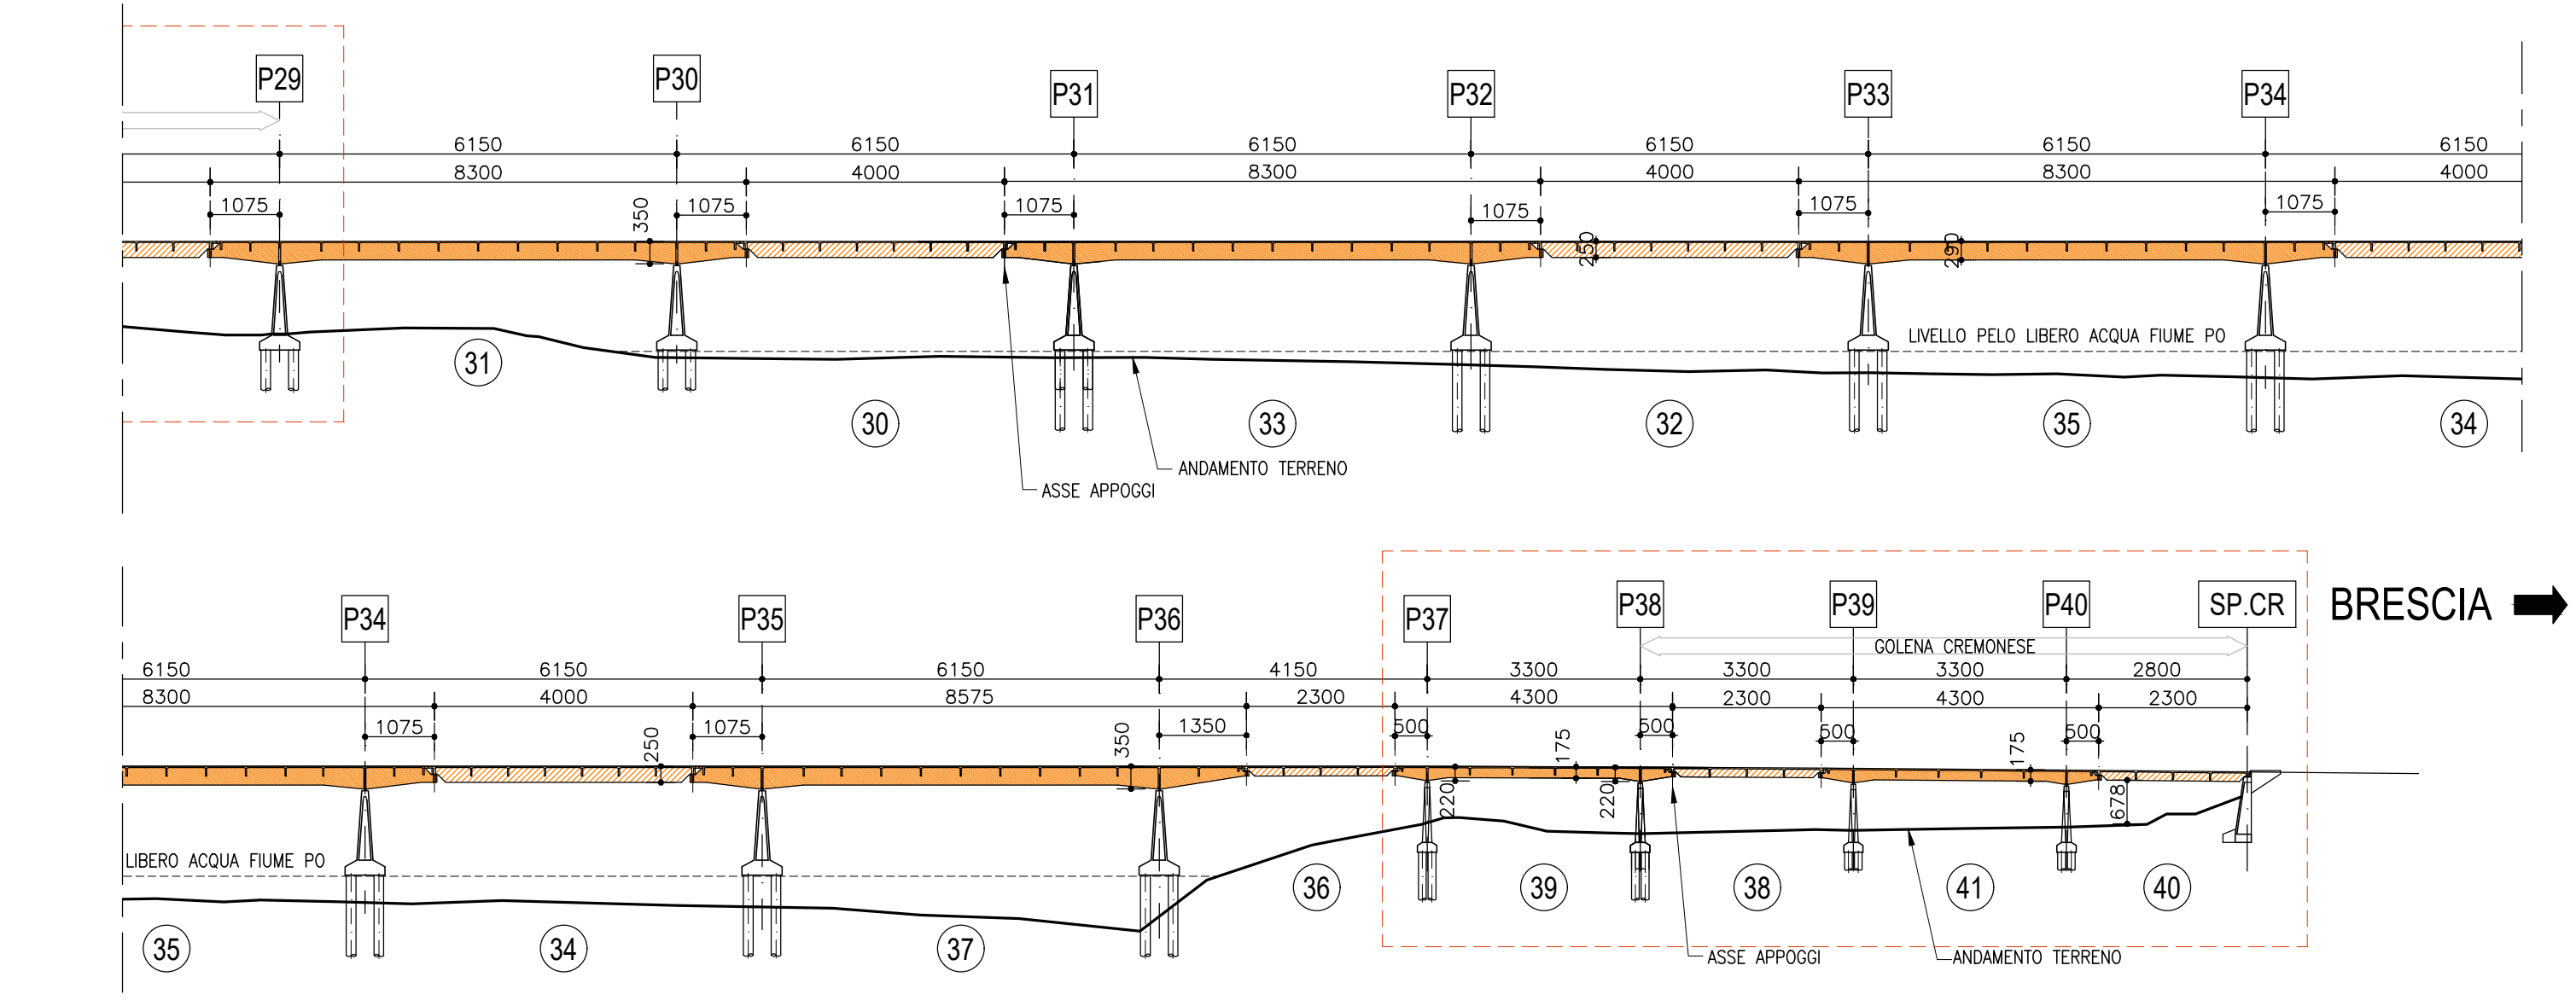 P29 P30 P31 P32 P33 P34
6150 6150 6150 6150 6150 6150
8300 4000 8300 4000 8300 4000
1075 350 1075 1075 1075 250 1075 290 1075
LIVELLO PELO LIBERO ACQUA FIUME PO
31 30 33 32 35 34
ANDAMENTO TERRENO
ASSE APPOGGI
P34 P35 P36 P37 P38 P39 P40 SP.CR BRESCIA
GOLENA CREMONESE
6150 6150 6150 4150 3300 3300 3300 2800
8300 4000 8575 2300 4300 2300 4300 2300
1075 250 1075 350 1350 500 175 500 500 175 500
220 220 678
LIBERO ACQUA FIUME PO
36 39 38 41 40
35 34 37
ASSE APPOGGI ANDAMENTO TERRENO